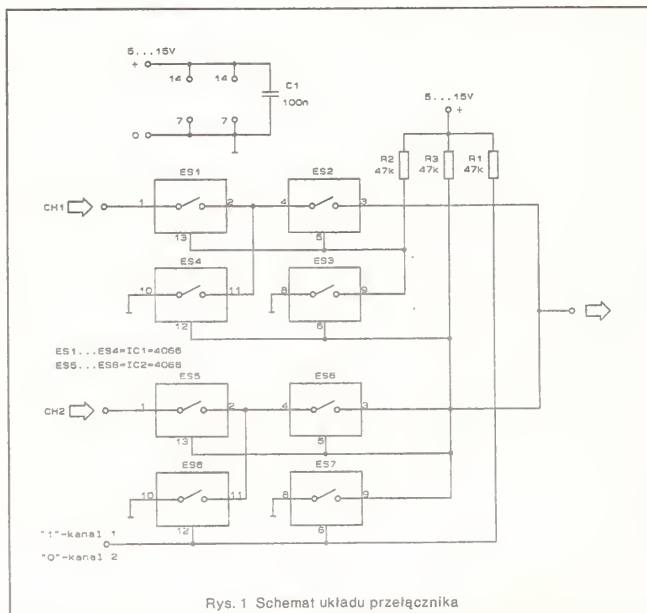 5...15V
+
14
14
C1
100n
0
7
7
5...15V
+
R2
47k
R3
47k
R1
47k
ES1
ES2
CH1
1
2
4
3
13
5
ES4
ES3
10
11
8
9
12
6
ES1...ES4=IC1=4066
ES5...ES8=IC2=4066
ES5
ES6
CH2
1
2
4
3
13
5
ES8
ES7
10
11
8
9
12
6
"1"-kanal 1
"0"-kanal 2
Rys. 1 Schemat układu przełącznika